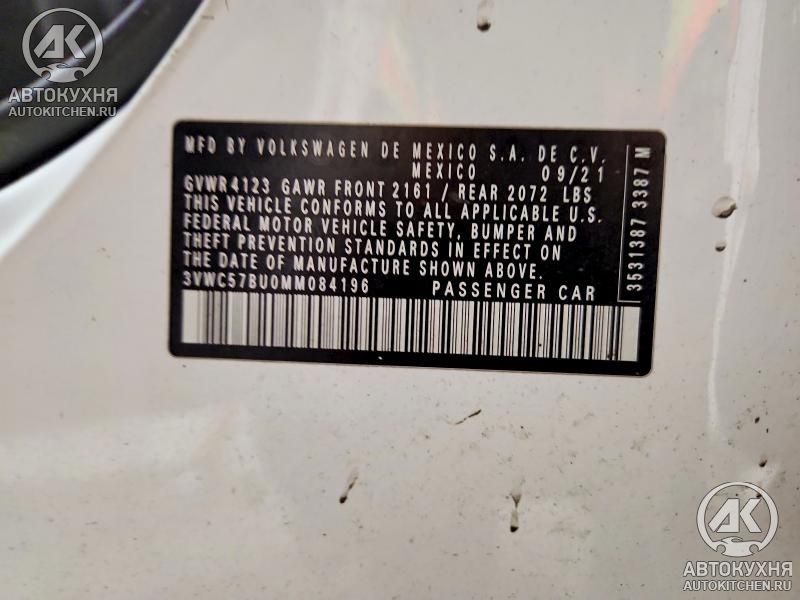 АК
АВТОКУХНЯ
AUTOKITCHEN.RU
MFD BY VOLKSWAGEN DE MEXICO S.A. DE C.V.
MEXICO 09/21
GVWR 4123 GAWR FRONT 2161 / REAR 2072 LBS
THIS VEHICLE CONFORMS TO ALL APPLICABLE U.S.
FEDERAL MOTOR VEHICLE SAFETY, BUMPER AND
THEFT PREVENTION STANDARDS IN EFFECT ON
THE DATE OF MANUFACTURE SHOWN ABOVE.
3VWC57BU0MM084196 PASSENGER CAR
3531387 3387 M
АК
АВТОКУХНЯ
AUTOKITCHEN.RU